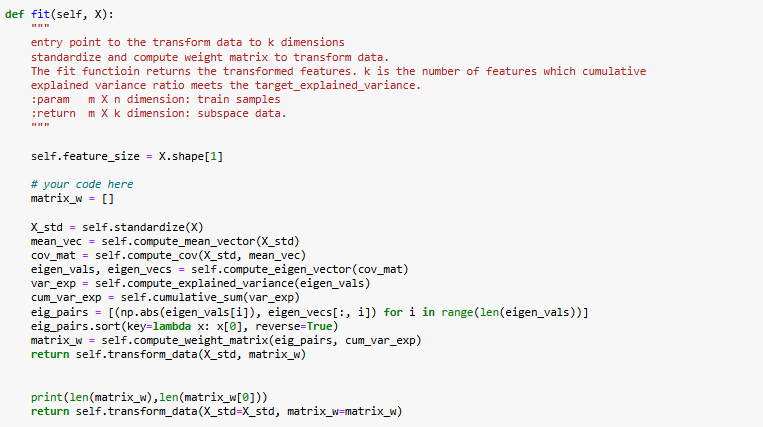 def fit(self, X):
    """
    entry point to the transform data to k dimensions
    standardize and compute weight matrix to transform data.
    The fit functioin returns the transformed features. k is the number of features which cumulative
    explained variance ratio meets the target_explained_variance.
    :param   m X n dimension: train samples
    :return  m X k dimension: subspace data.
    """
    self.feature_size = X.shape[1]
    # your code here
    matrix_w = []
    X_std = self.standardize(X)
    mean_vec = self.compute_mean_vector(X_std)
    cov_mat = self.compute_cov(X_std, mean_vec)
    eigen_vals, eigen_vecs = self.compute_eigen_vector(cov_mat)
    var_exp = self.compute_explained_variance(eigen_vals)
    cum_var_exp = self.cumulative_sum(var_exp)
    eig_pairs = [(np.abs(eigen_vals[i]), eigen_vecs[:, i]) for i in range(len(eigen_vals))]
    eig_pairs.sort(key=lambda x: x[0], reverse=True)
    matrix_w = self.compute_weight_matrix(eig_pairs, cum_var_exp)
    return self.transform_data(X_std, matrix_w)
    print(len(matrix_w),len(matrix_w[0]))
    return self.transform_data(X_std=X_std, matrix_w=matrix_w)